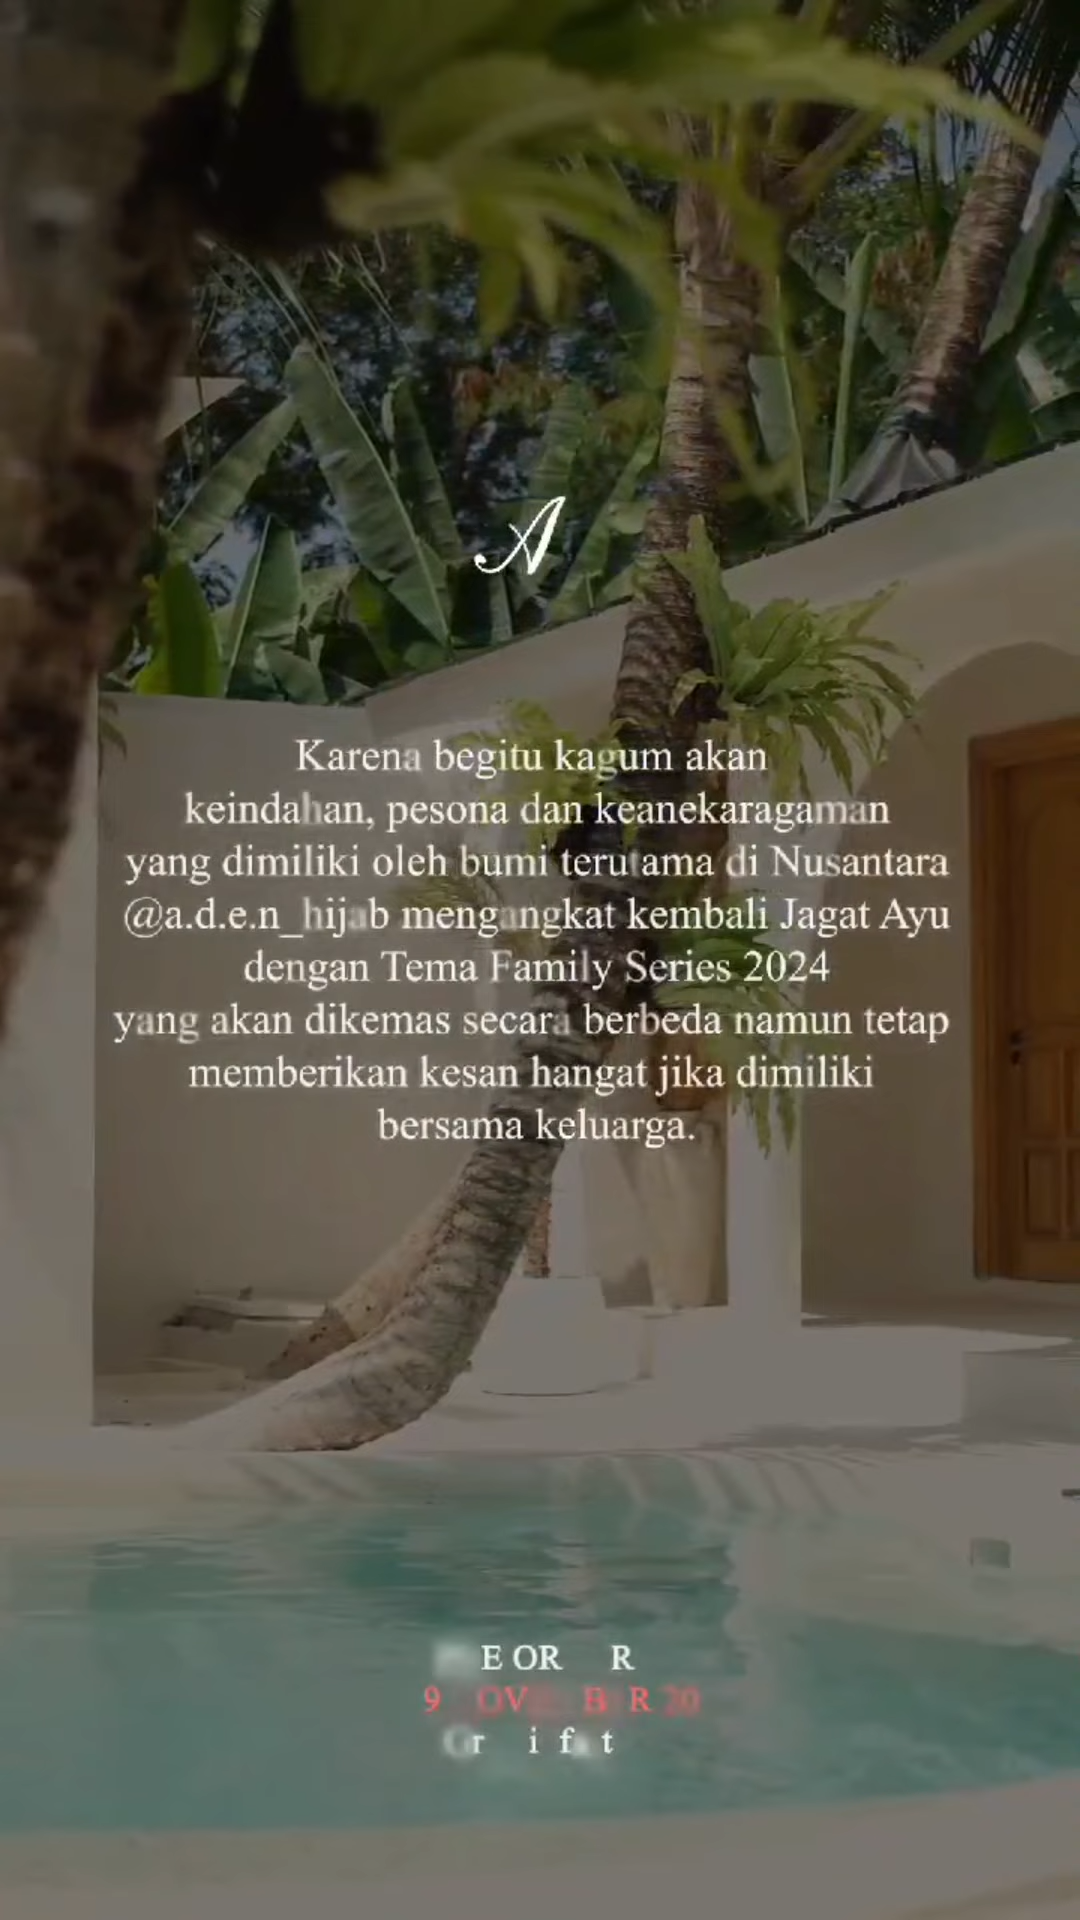 A
Karena begitu kagum akan
keindahan, pesona dan keanekaragaman
yang dimiliki oleh bumi terutama di Nusantara
@a.d.e.n_hijab mengangkat kembali Jagat Ayu
dengan Tema Family Series 2024
yang akan dikemas secara berbeda namun tetap
memberikan kesan hangat jika dimiliki
bersama keluarga.